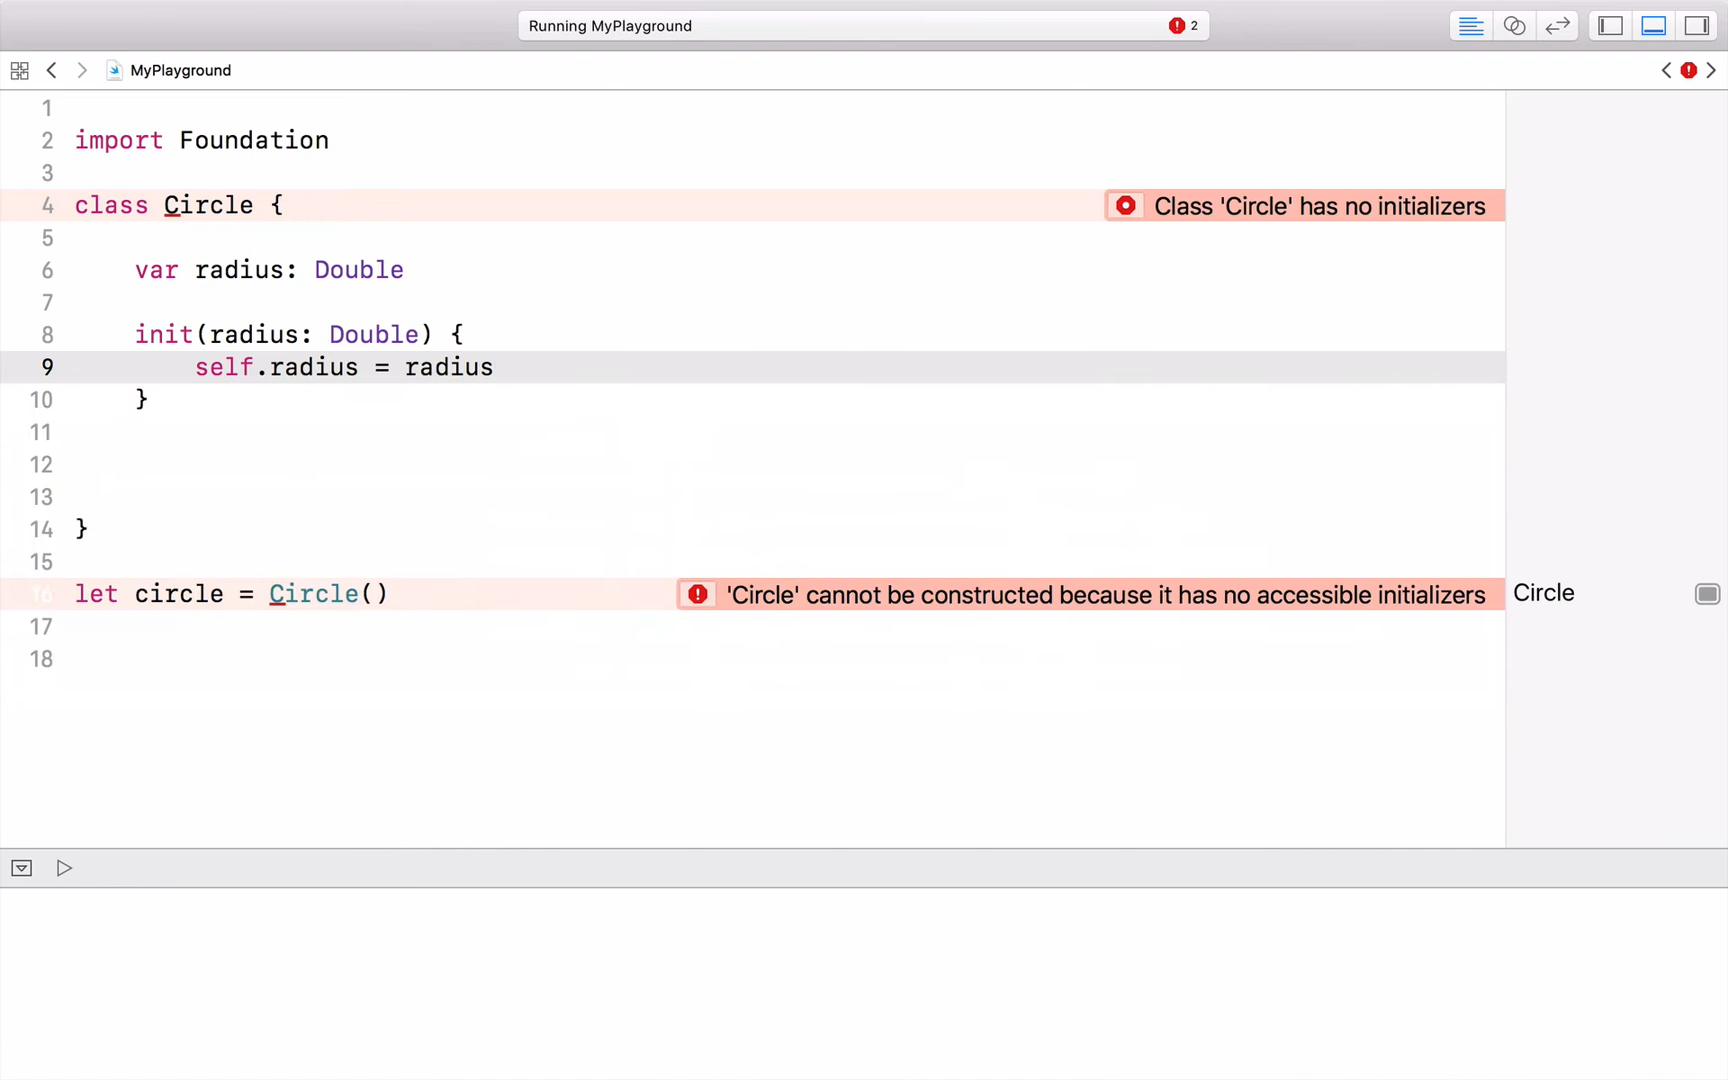 Running MyPlayground 2
MyPlayground
1
2 import Foundation
3
4 class Circle { Class 'Circle' has no initializers
5
6 var radius: Double
7
8 init(radius: Double) {
9 self.radius = radius
10 }
11
12
13
14 }
15
16 let circle = Circle() 'Circle' cannot be constructed because it has no accessible initializers Circle
17
18